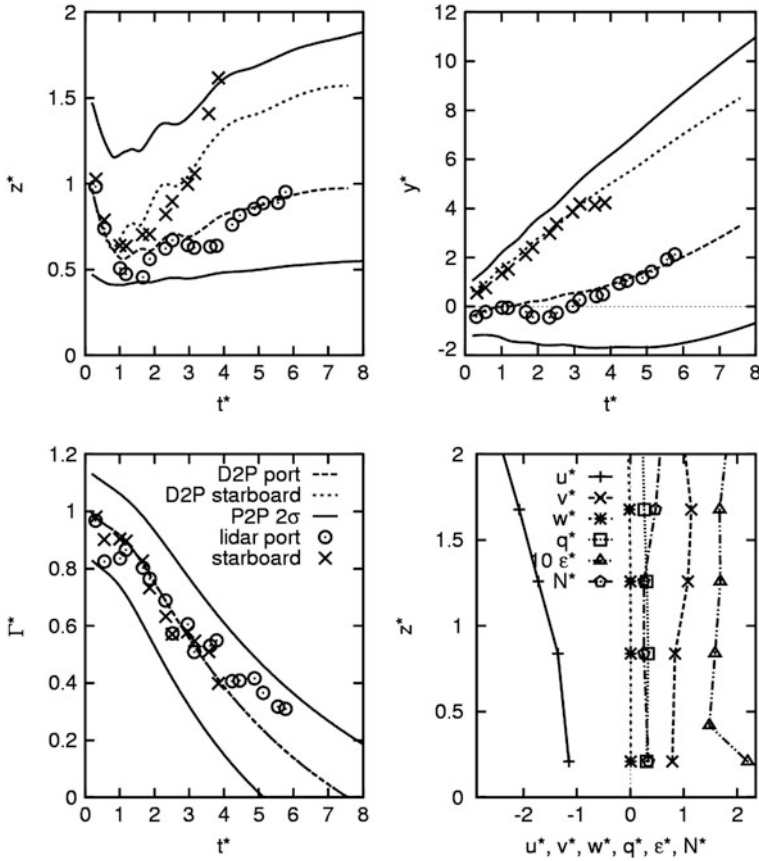 2
1.5
1
0.5
0
z*
0 1 2 3 4 5 6 7 8
t*
12
10
8
6
4
2
0
-2
y*
0 1 2 3 4 5 6 7 8
t*
1.2
1
0.8
0.6
0.4
0.2
0
Γ*
D2P port
D2P starboard
P2P 2σ
lidar port
starboard
0 1 2 3 4 5 6 7 8
t*
2
1.5
1
0.5
0
z*
u*
v*
w*
q*
10 ε*
N*
-2 -1 0 1 2
u*, v*, w*, q*, ε*, N*